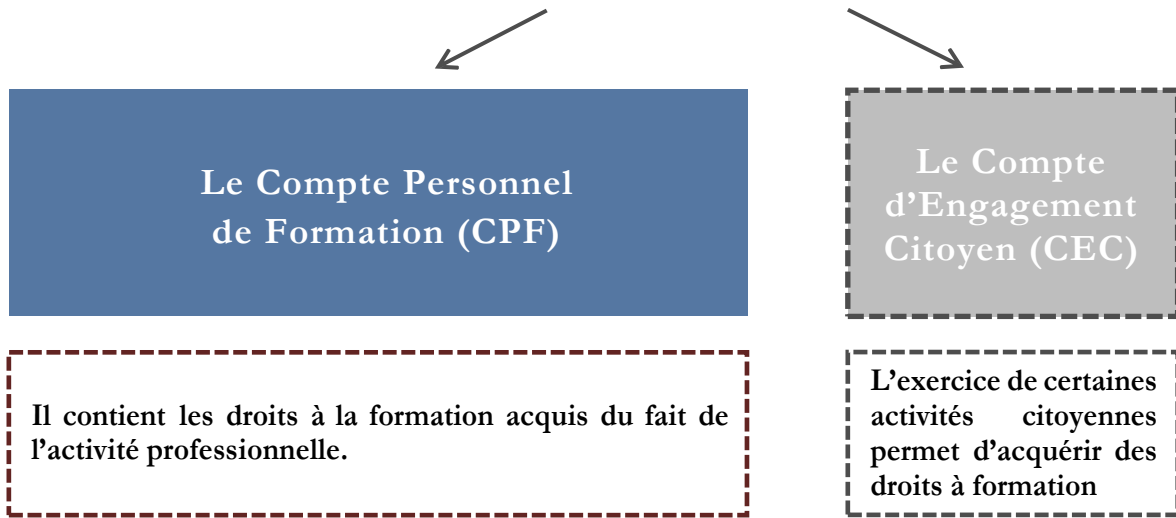 Le Compte Personnel
de Formation (CPF)
Le Compte
d’Engagement
Citoyen (CEC)
Il contient les droits à la formation acquis du fait de
l’activité professionnelle.
L’exercice de certaines
activités citoyennes
permet d’acquérir des
droits à formation